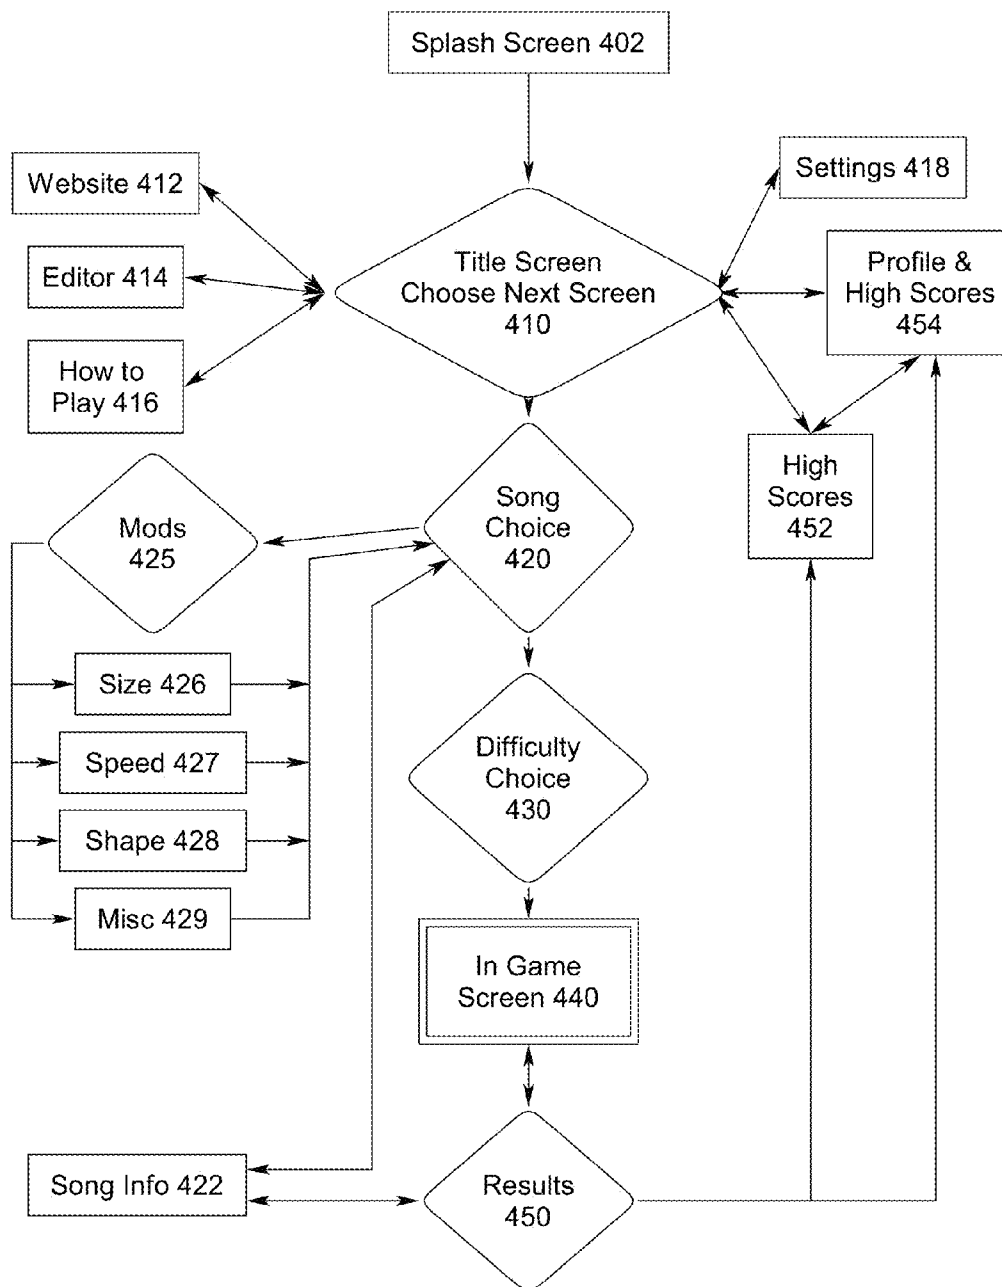 Splash Screen 402
Website 412
Settings 418
Editor 414
Title Screen
Choose Next Screen
410
Profile &
High Scores
454
How to
Play 416
High
Scores
452
Mods
425
Song
Choice
420
Size 426
Speed 427
Shape 428
Misc 429
Difficulty
Choice
430
In Game
Screen 440
Song Info 422
Results
450